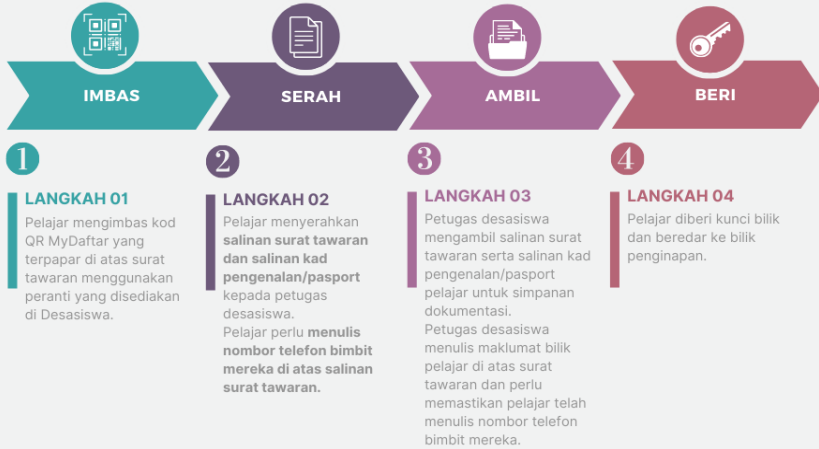 IMBAS
SERAH
AMBIL
BERI
1
LANGKAH 01
Pelajar mengimbas kod
QR MyDaftar yang
terpapar di atas surat
tawaran menggunakan
peranti yang disediakan
di Desasiswa.
2
LANGKAH 02
Pelajar menyerahkan
salinan surat tawaran
dan salinan kad
pengenalan/pasport
kepada petugas
desasiswa.
Pelajar perlu menulis
nombor telefon bimbit
mereka di atas salinan
surat tawaran.
3
LANGKAH 03
Petugas desasiswa
mengambil salinan surat
tawaran serta salinan kad
pengenalan/pasport
pelajar untuk simpanan
dokumentasi.
Petugas desasiswa
menulis maklumat bilik
pelajar di atas surat
tawaran dan perlu
memastikan pelajar telah
menulis nombor telefon
bimbit mereka.
4
LANGKAH 04
Pelajar diberi kunci bilik
dan beredar ke bilik
penginapan.